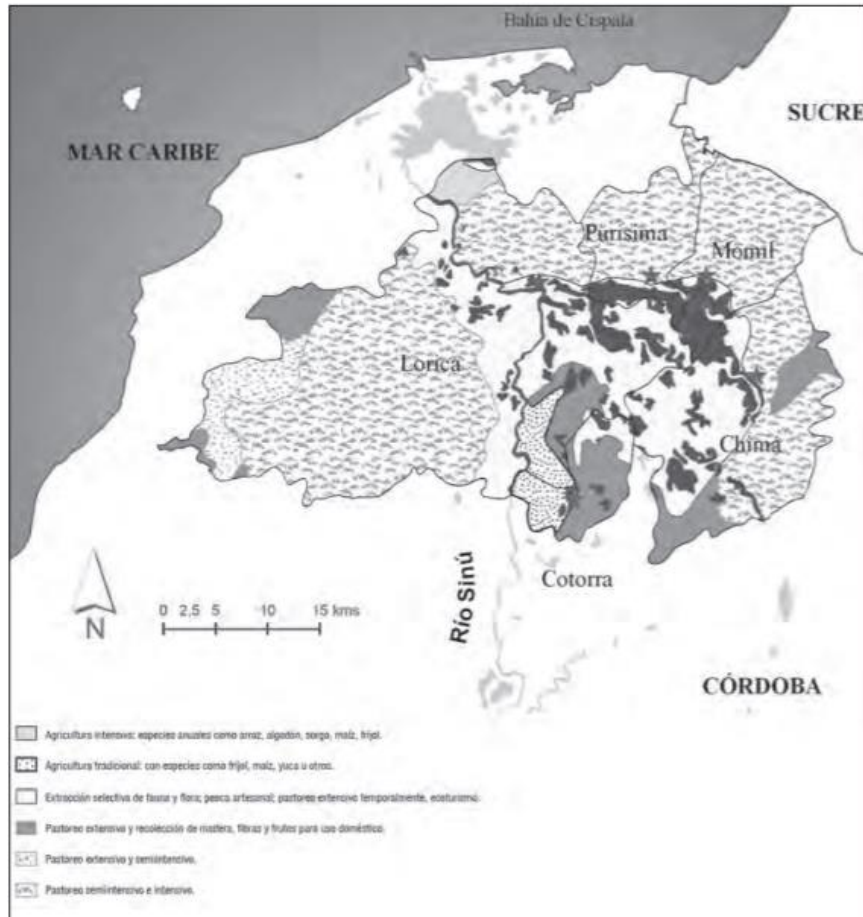 Bahía de Cispata
SUCRE
MAR CARIBE
Purísima
Momil
Lorica
Chimá
Cotorra
Río Sinú
N
0 2,5 5 10 15 kms
CÓRDOBA
Agricultura intensiva: especies anuales como arroz, algodón, sorgo, maíz, frijol.
Agricultura tradicional: con especies como frijol, maíz, yuca u otros.
Extracción selectiva de fauna y flora; pesca artesanal; pastoreo extensivo temporalmente, ecoturismo.
Pastoreo extensivo y recolección de madera, fibras y frutos para uso doméstico.
Pastoreo extensivo y semiintensivo.
Pastoreo semiintensivo e intensivo.